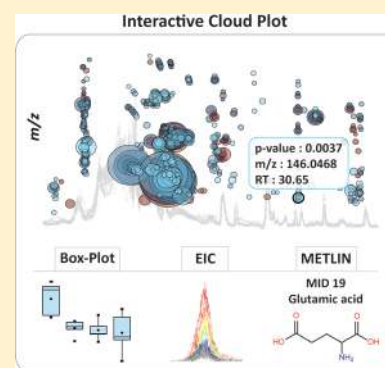 Interactive Cloud Plot
m/z
p-value : 0.0037
m/z : 146.0468
RT : 30.65
Box-Plot
EIC
METLIN
MID 19
Glutamic acid
O
O
HO
OH
NH₂